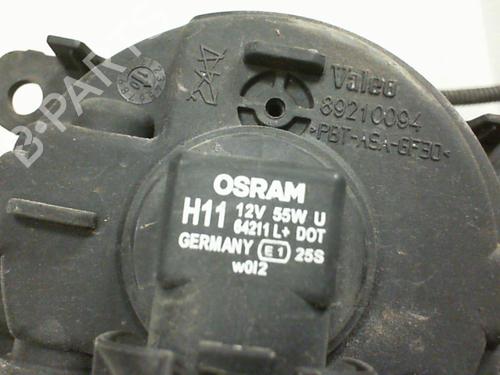 Valeo
89210094
>PBT-ASA-GF30<
OSRAM
H11 12V 55W U
64211 L+ DOT
GERMANY E1 25S
w012
B-PARTS